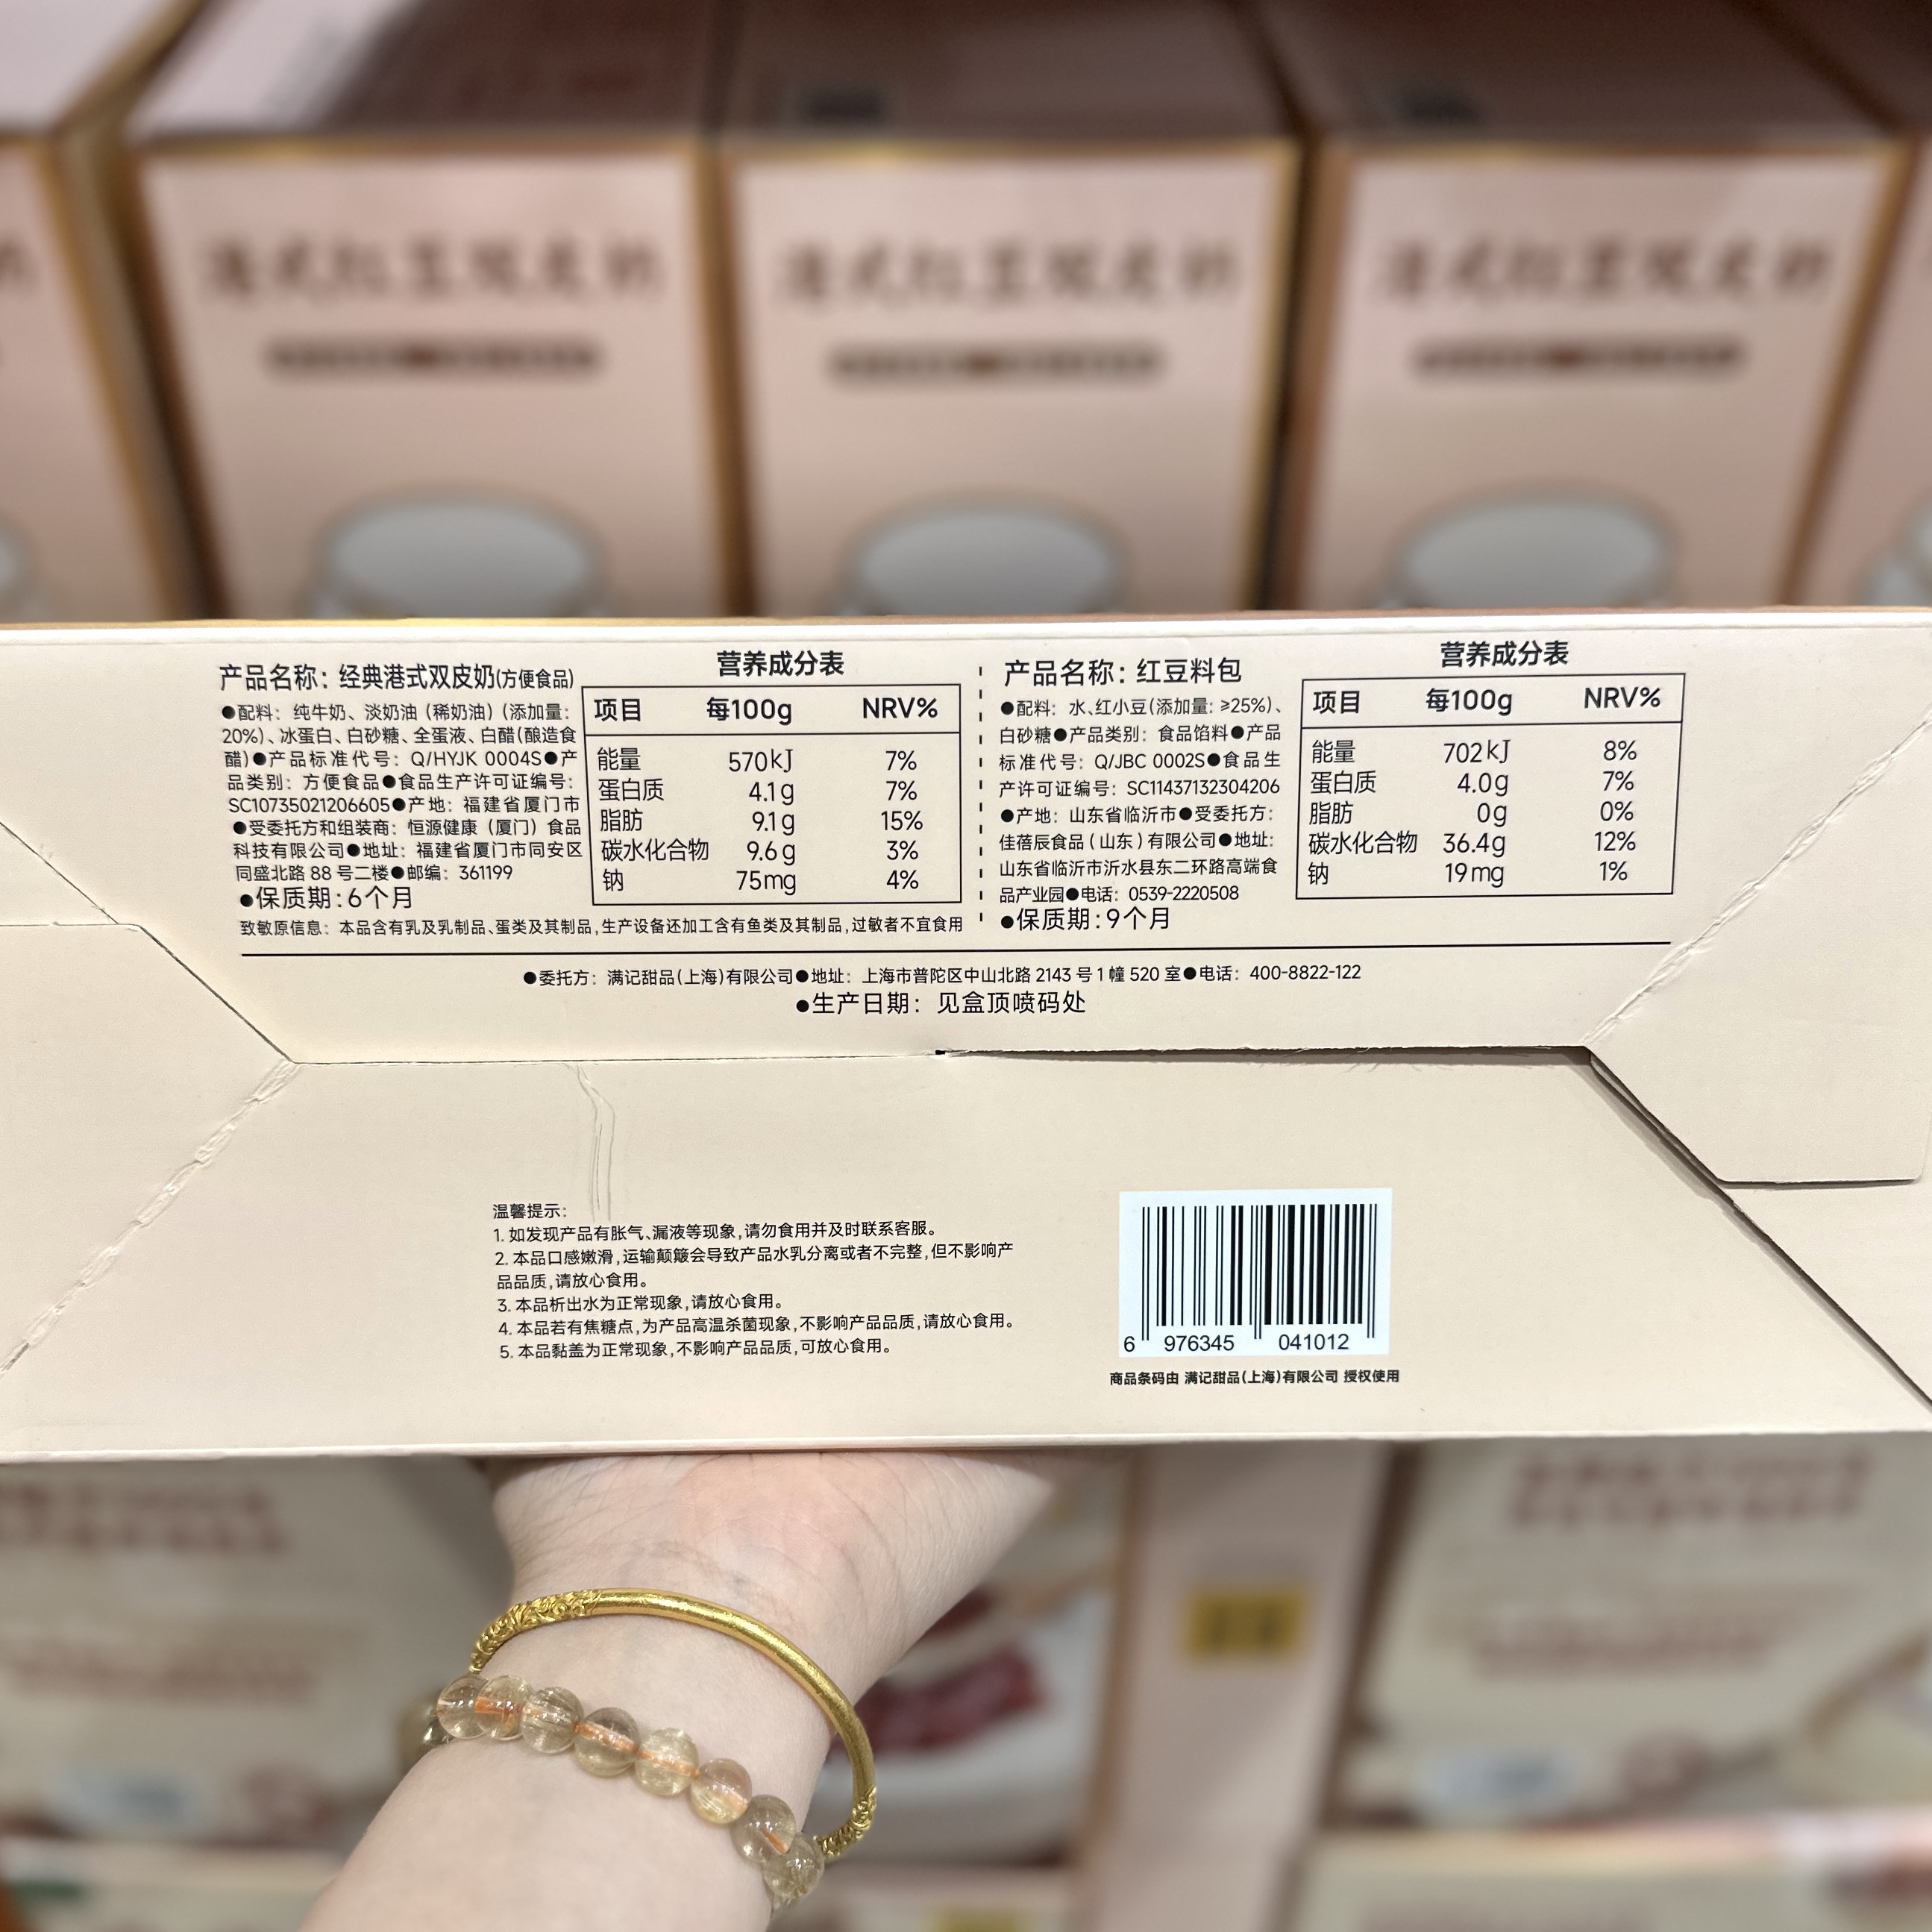 港式红豆双皮奶
港式红豆双皮奶
港式红豆双皮奶
产品名称：经典港式双皮奶(方便食品)
●配料：纯牛奶、淡奶油（稀奶油）(添加量：
20%)、冰蛋白、白砂糖、全蛋液、白醋(酿造食
醋)●产品标准代号：Q/HYJK 0004S●产
品类别：方便食品●食品生产许可证编号：
SC10735021206605●产地：福建省厦门市
●受委托方和组装商：恒源健康（厦门）食品
科技有限公司●地址：福建省厦门市同安区
同盛北路 88 号二楼●邮编：361199
●保质期:6个月
致敏原信息：本品含有乳及乳制品、蛋类及其制品,生产设备还加工含有鱼类及其制品,过敏者不宜食用
营养成分表
项目 每100g NRV%
能量 570kJ 7%
蛋白质 4.1g 7%
脂肪 9.1g 15%
碳水化合物 9.6g 3%
钠 75mg 4%
产品名称：红豆料包
●配料：水、红小豆(添加量: ≥25%)、
白砂糖●产品类别：食品馅料●产品
标准代号：Q/JBC 0002S●食品生
产许可证编号：SC11437132304206
●产地：山东省临沂市●受委托方：
佳蓓辰食品（山东）有限公司●地址：
山东省临沂市沂水县东二环路高端食
品产业园●电话：0539-2220508
●保质期:9个月
营养成分表
项目 每100g NRV%
能量 702kJ 8%
蛋白质 4.0g 7%
脂肪 0g 0%
碳水化合物 36.4g 12%
钠 19mg 1%
●委托方：满记甜品(上海)有限公司●地址：上海市普陀区中山北路 2143 号 1 幢 520 室●电话：400-8822-122
●生产日期：见盒顶喷码处
温馨提示：
1. 如发现产品有胀气、漏液等现象,请勿食用并及时联系客服。
2. 本品口感嫩滑,运输颠簸会导致产品水乳分离或者不完整,但不影响产
品品质,请放心食用。
3. 本品析出水为正常现象,请放心食用。
4. 本品若有焦糖点,为产品高温杀菌现象,不影响产品品质,请放心食用。
5. 本品黏盖为正常现象,不影响产品品质,可放心食用。
6 976345 041012
商品条码由 满记甜品(上海)有限公司 授权使用